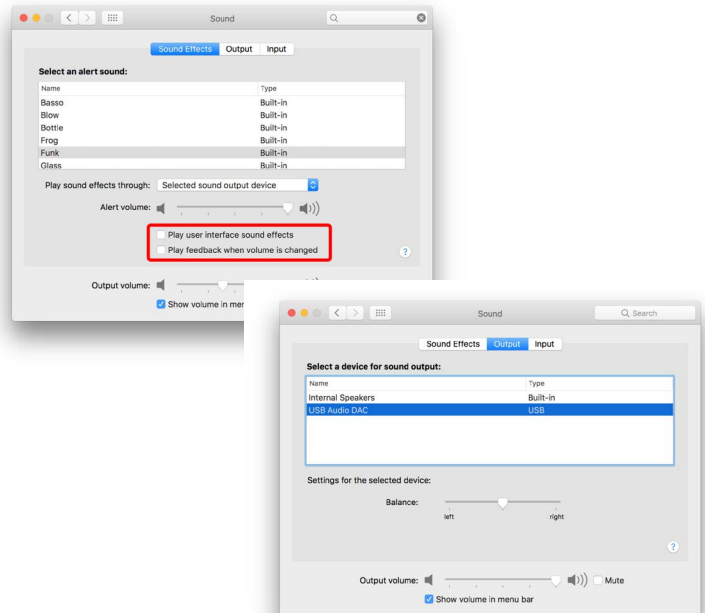 Sound
Sound Effects Output Input
Select an alert sound:
Name Type
Basso Built-in
Blow Built-in
Bottle Built-in
Frog Built-in
Funk Built-in
Glass Built-in
Play sound effects through: Selected sound output device
Alert volume:
Play user interface sound effects
Play feedback when volume is changed
?
Output volume:
Show volume in mer
Sound Search
Sound Effects Output Input
Select a device for sound output:
Name Type
Internal Speakers Built-in
USB Audio DAC USB
Settings for the selected device:
Balance:
left right
?
Output volume: Mute
Show volume in menu bar